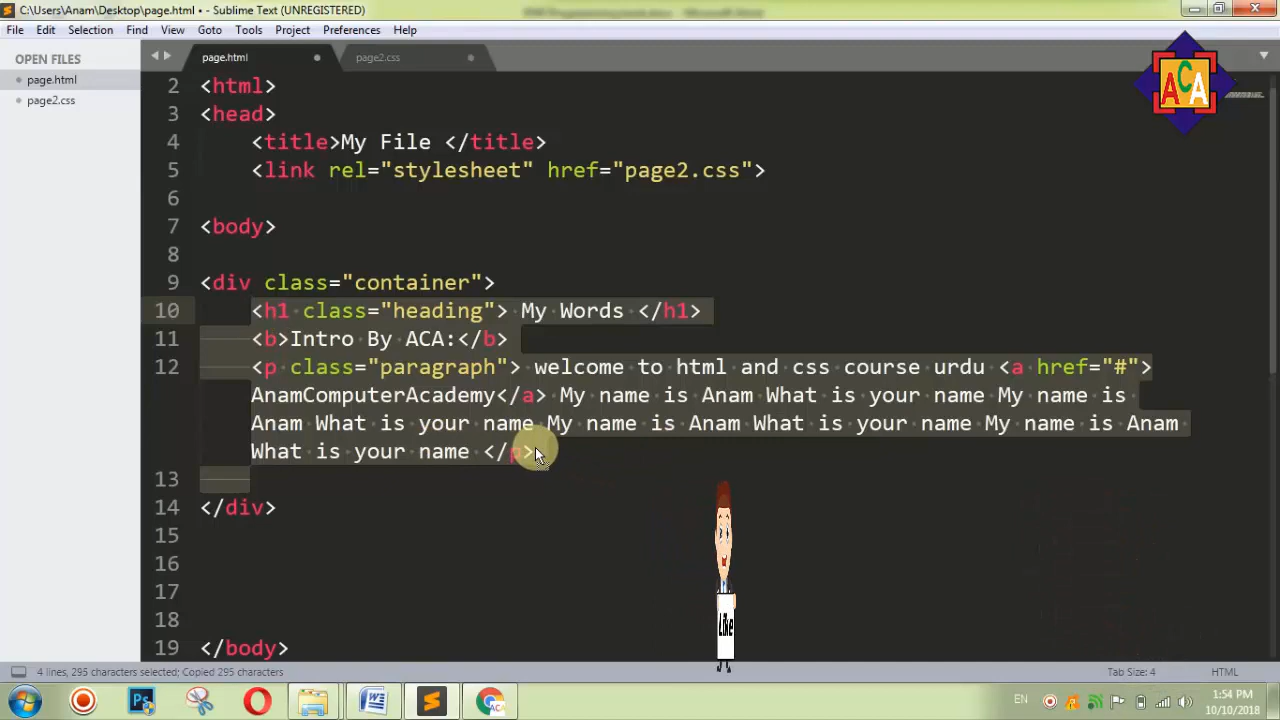 C:\Users\Anam\Desktop\page.html • - Sublime Text (UNREGISTERED)
File Edit Selection Find View Goto Tools Project Preferences Help
OPEN FILES
page.html
page2.css
page.html
page2.css
ACA
2 <html>
3 <head>
4 <title>My File </title>
5 <link rel="stylesheet" href="page2.css">
6
7 <body>
8
9 <div class="container">
10 <h1 class="heading"> My Words </h1>
11 <b>Intro By ACA:</b>
12 <p class="paragraph"> welcome to html and css course urdu <a href="#">
AnamComputerAcademy</a> My name is Anam What is your name My name is
Anam What is your name My name is Anam What is your name My name is Anam
What is your name </p>
13
14 </div>
15
16
17
18
19 </body>
Like
4 lines, 295 characters selected; Copied 295 characters
Tab Size: 4
HTML
EN
1:54 PM
10/10/2018